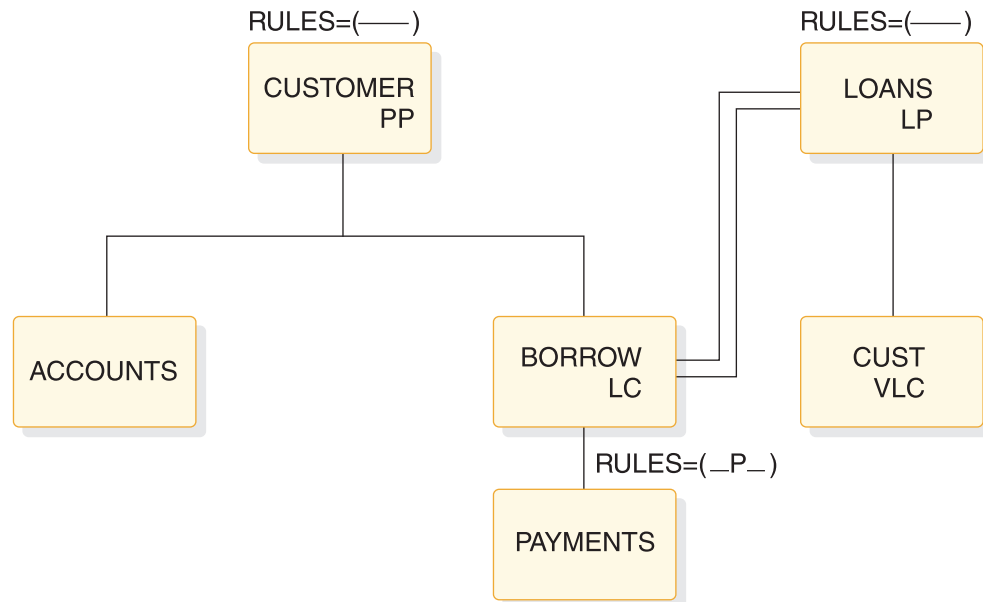 RULES=(——)
RULES=(——)
CUSTOMER
PP
LOANS
LP
ACCOUNTS
BORROW
LC
CUST
VLC
RULES=(_P_)
PAYMENTS